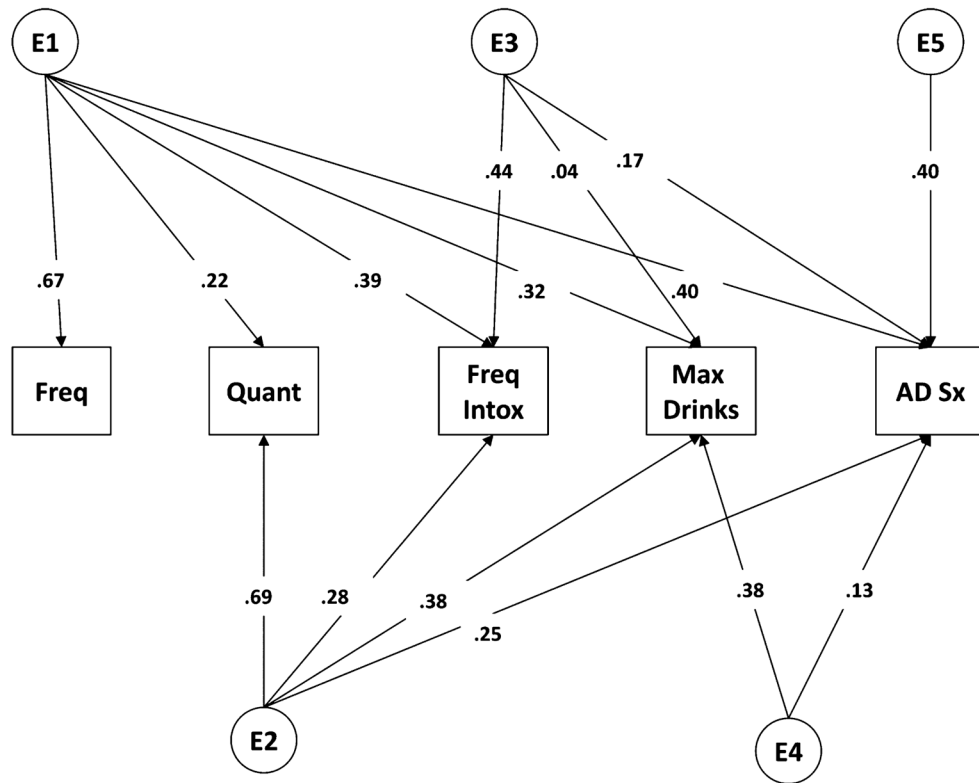 E1
E3
E5
.44
.04
.17
.40
.67
.22
.39
.32
.40
Freq
Quant
Freq
Intox
Max
Drinks
AD Sx
.69
.28
.38
.25
.38
.13
E2
E4